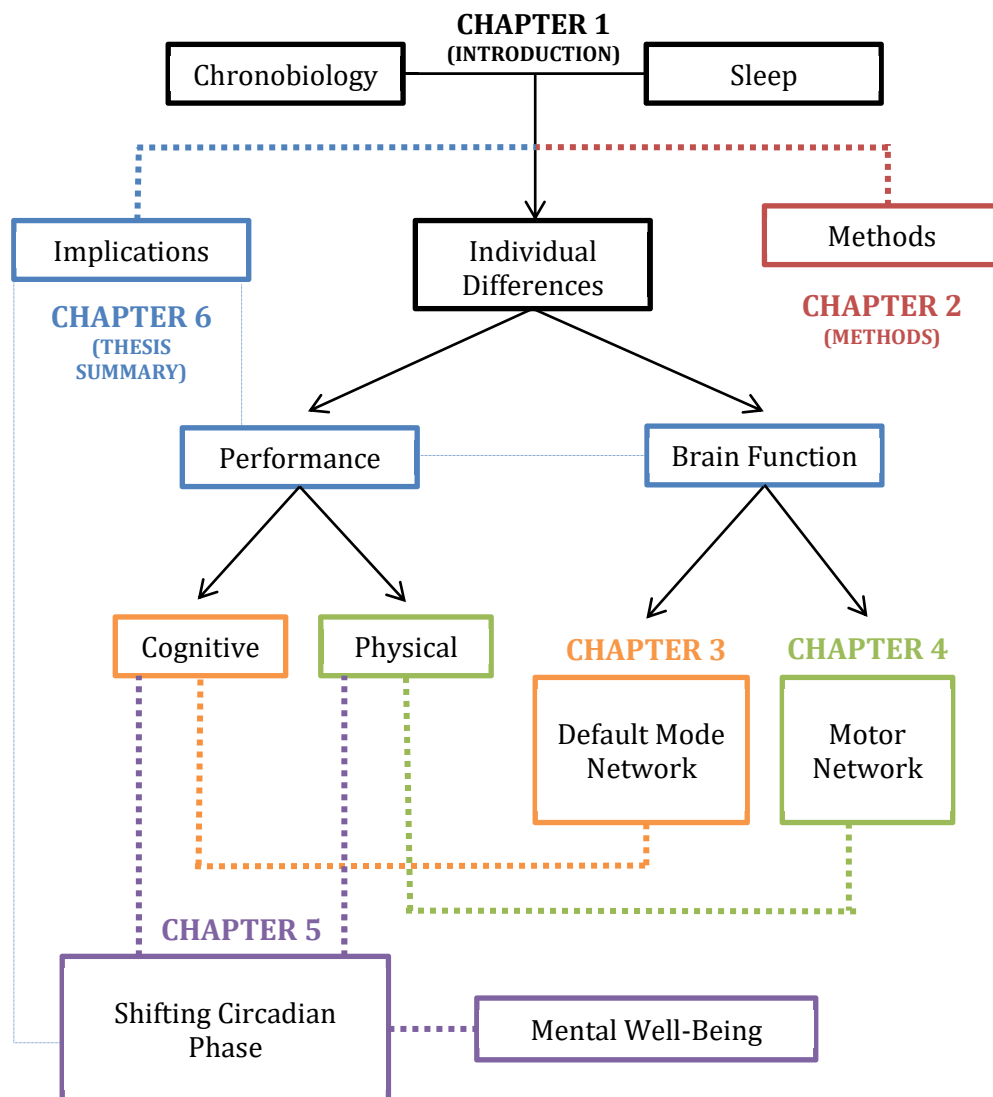 CHAPTER 1
(INTRODUCTION)
Chronobiology
Sleep
Implications
Individual
Differences
Methods
CHAPTER 6
(THESIS
SUMMARY)
CHAPTER 2
(METHODS)
Performance
Brain Function
Cognitive
Physical
CHAPTER 3
CHAPTER 4
Default Mode
Network
Motor
Network
CHAPTER 5
Shifting Circadian
Phase
Mental Well-Being